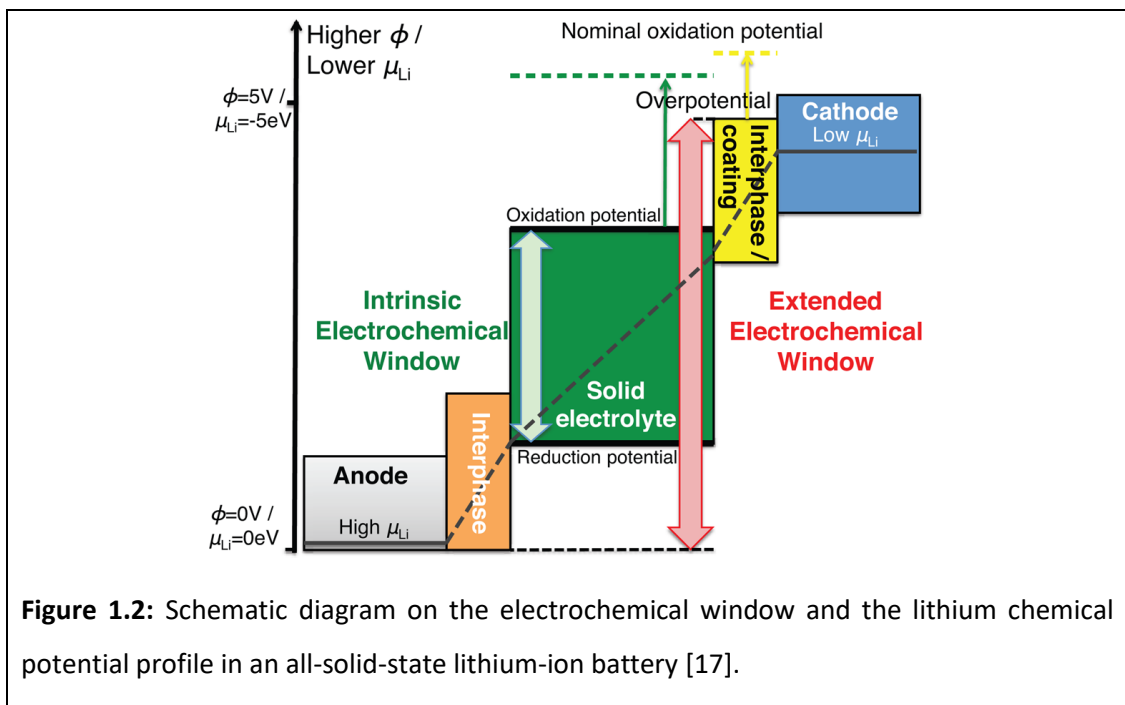 Higher ϕ /
Lower μLi
Nominal oxidation potential
ϕ=5V /
μLi=-5eV
Overpotential
Cathode
Low μLi
Interphase /
coating
Oxidation potential
Intrinsic
Electrochemical
Window
Extended
Electrochemical
Window
Solid
electrolyte
Interphase
Reduction potential
Anode
High μLi
ϕ=0V /
μLi=0eV
Figure 1.2: Schematic diagram on the electrochemical window and the lithium chemical
potential profile in an all-solid-state lithium-ion battery [17].